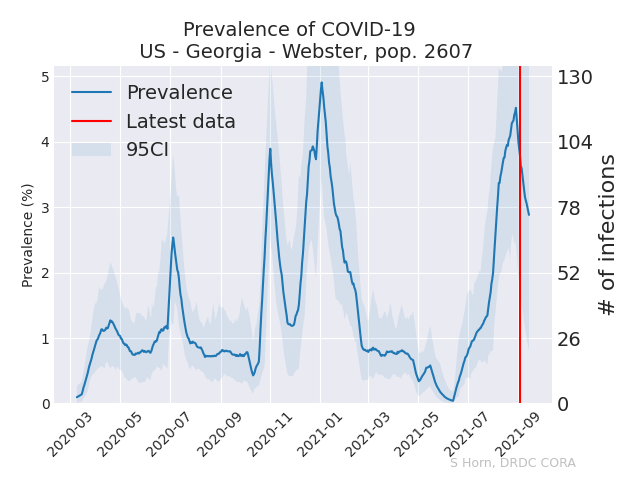 Prevalence of COVID-19
US - Georgia - Webster, pop. 2607
Prevalence
Latest data
95CI
Prevalence (%)
5
4
3
2
1
0
130
104
78
52
26
0
# of infections
2020-03
2020-05
2020-07
2020-09
2020-11
2021-01
2021-03
2021-05
2021-07
2021-09
S Horn, DRDC CORA